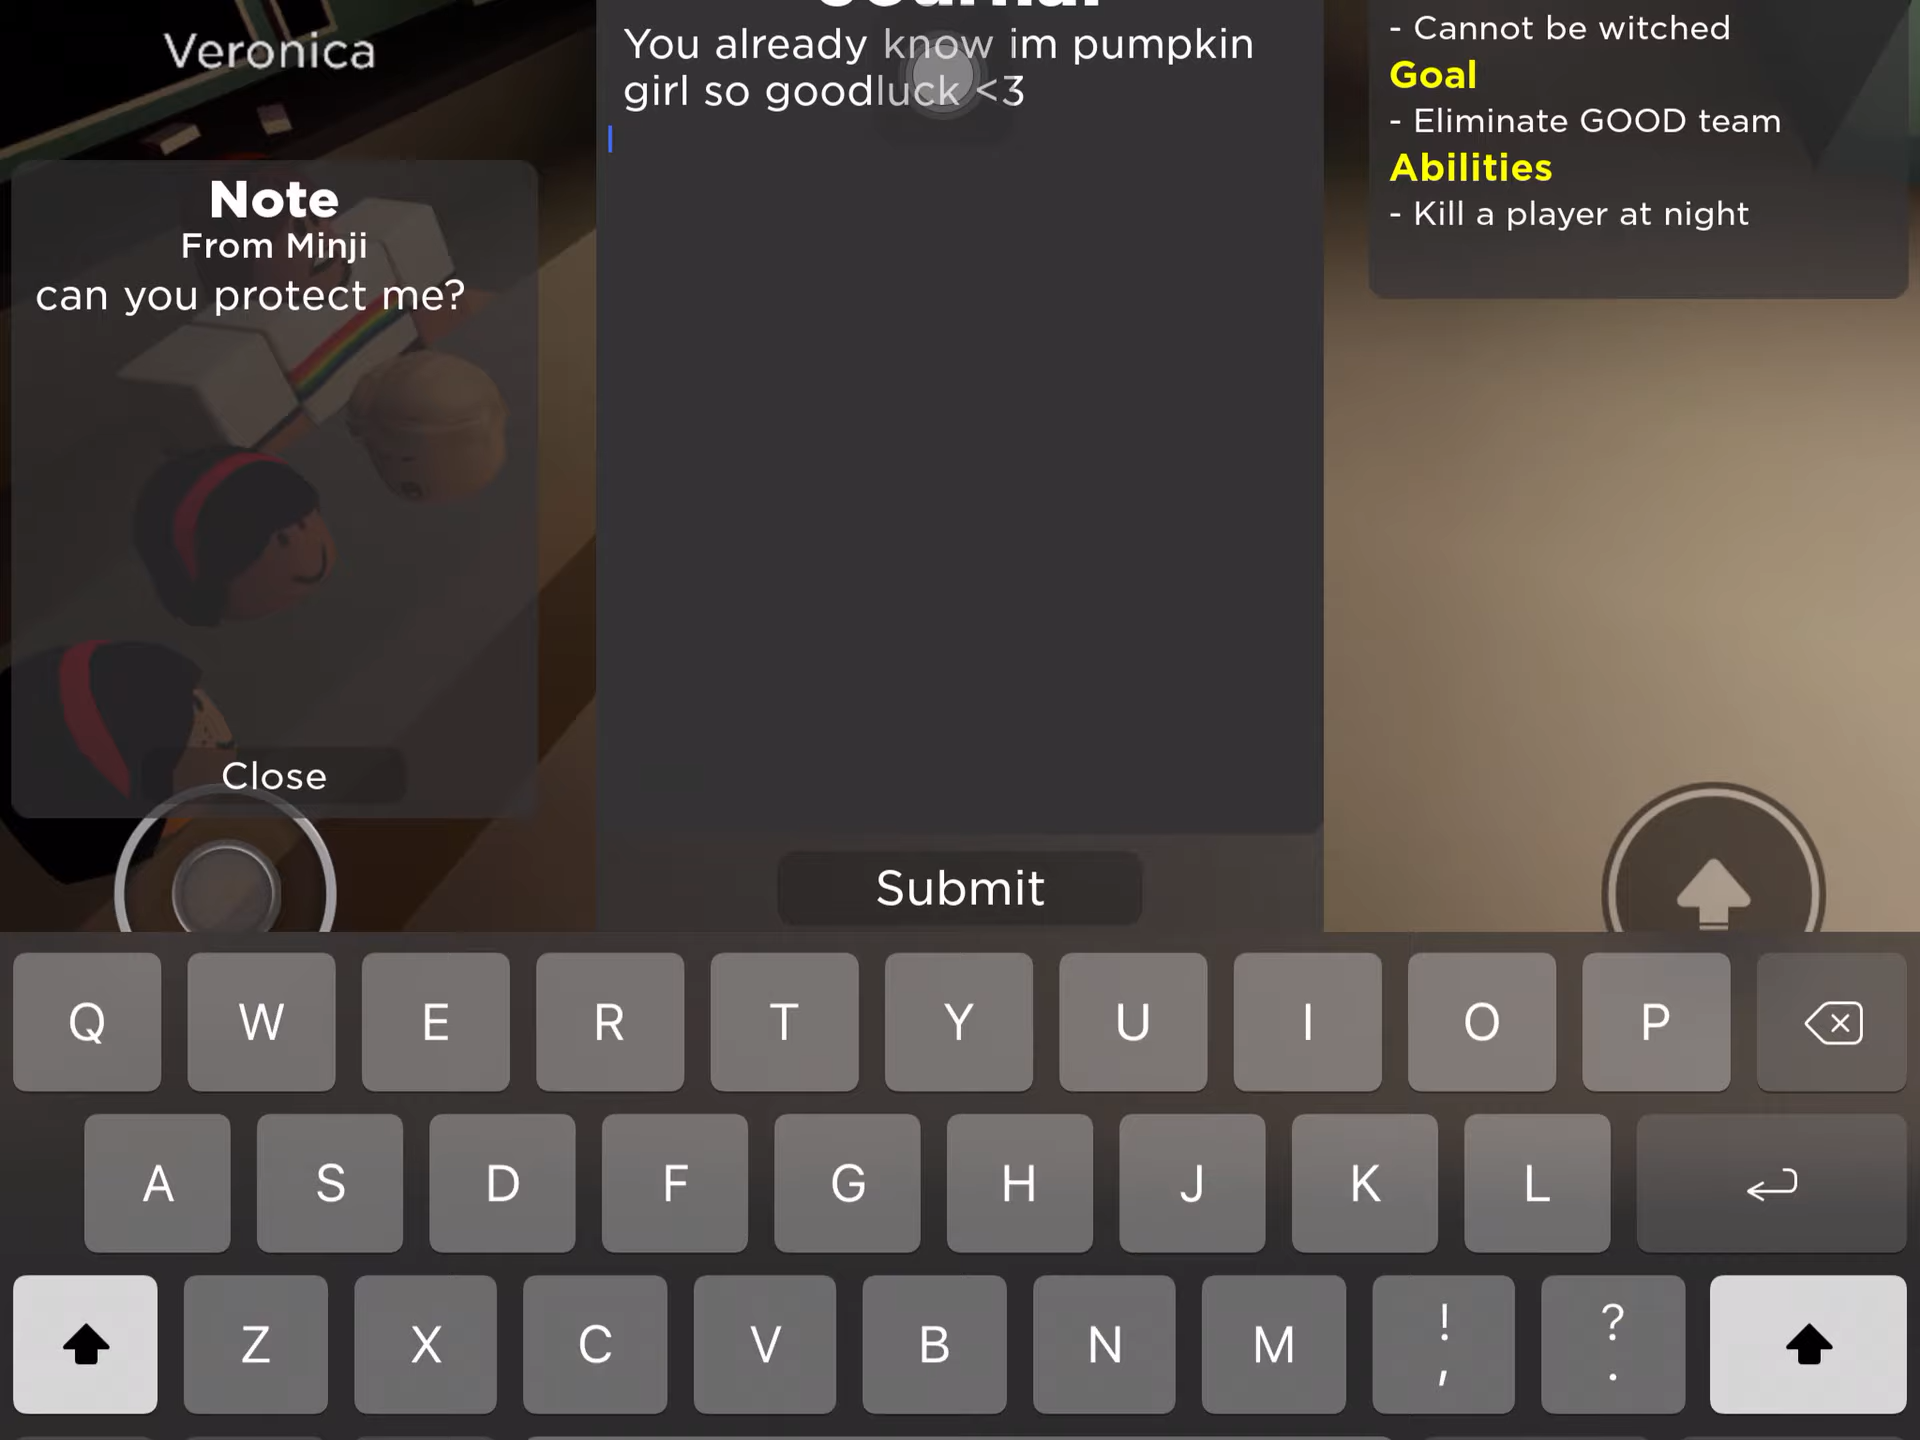 Veronica
Note
From Minji
can you protect me?
Close
You already know im pumpkin
girl so goodluck <3
Submit
- Cannot be witched
Goal
- Eliminate GOOD team
Abilities
- Kill a player at night
Q W E R T Y U I O P
A S D F G H J K L
Z X C V B N M ! , ? .